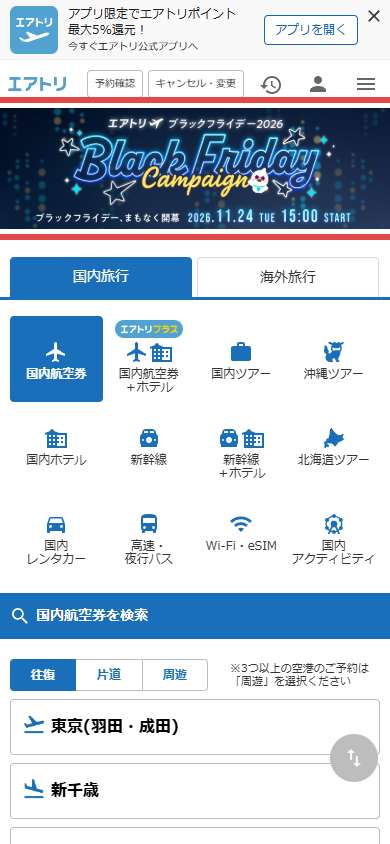 エアトリ
アプリ限定でエアトリポイント
最大5%還元！
今すぐエアトリ公式アプリへ
アプリを開く
エアトリ
予約確認
キャンセル・変更
エアトリ ブラックフライデー2026
Black Friday
Campaign
ブラックフライデー、まもなく開幕 2026.11.24 TUE 15:00 START
国内旅行
海外旅行
国内航空券
エアトリプラス
国内航空券
+ホテル
国内ツアー
沖縄ツアー
国内ホテル
新幹線
新幹線
+ホテル
北海道ツアー
国内
レンタカー
高速・
夜行バス
Wi-Fi・eSIM
国内
アクティビティ
国内航空券を検索
往復
片道
周遊
※3つ以上の空港のご予約は
「周遊」を選択ください
東京(羽田・成田)
新千歳